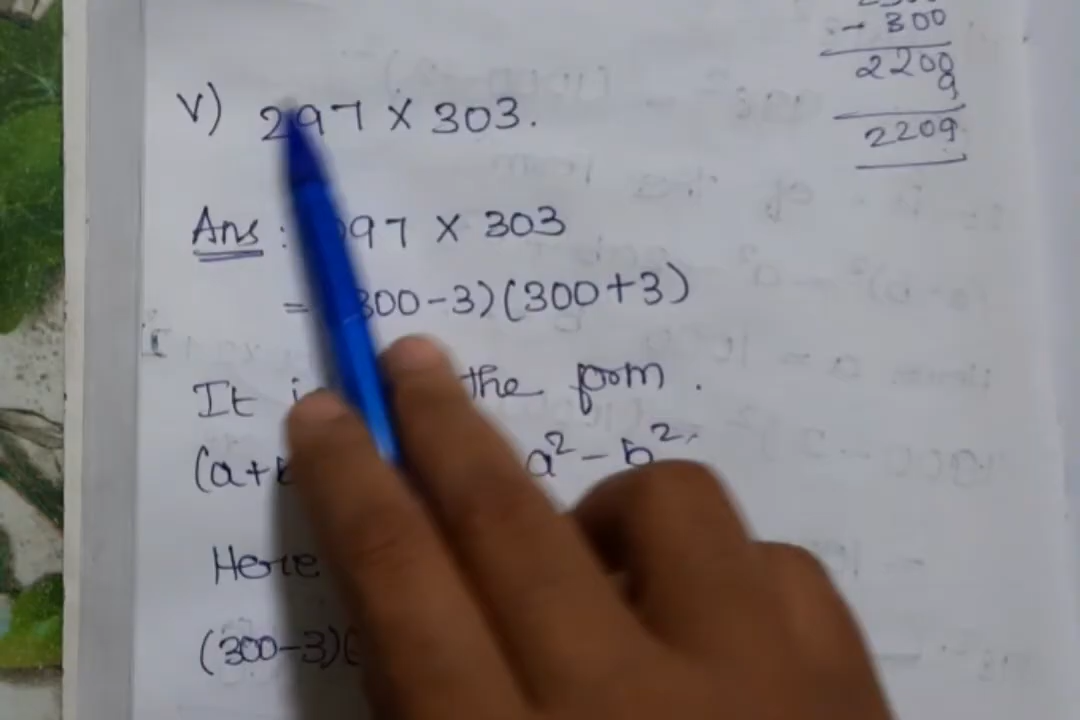 - 300
2200
9
2209
v) 297 × 303.
Ans : 297 × 303
= (300-3)(300+3)
It the form.
(a+b a² - b².
Here
(300-3)(